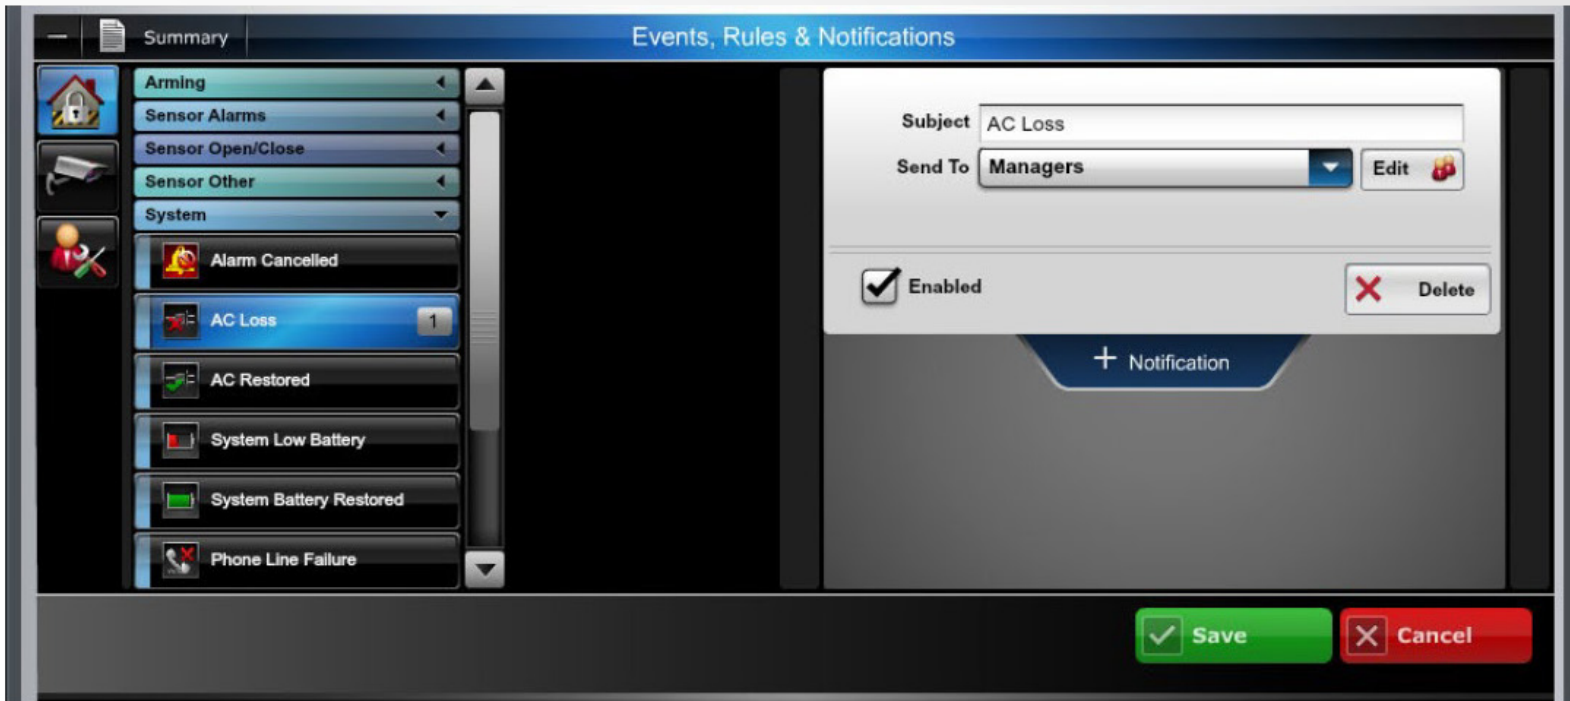 Summary
Events, Rules & Notifications
Arming
Sensor Alarms
Sensor Open/Close
Sensor Other
System
Alarm Cancelled
AC Loss 1
AC Restored
System Low Battery
System Battery Restored
Phone Line Failure
Subject AC Loss
Send To Managers Edit
Enabled Delete
+ Notification
Save Cancel